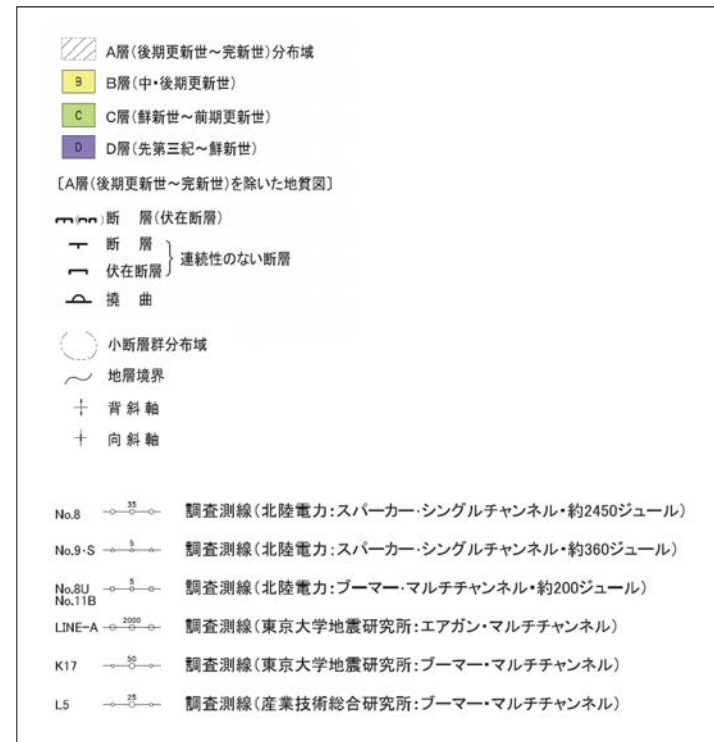 A層(後期更新世～完新世)分布域
B B層(中・後期更新世)
C C層(鮮新世～前期更新世)
D D層(先第三紀～鮮新世)
〔A層(後期更新世～完新世)を除いた地質図〕
断　層(伏在断層)
断　層
連続性のない断層
伏在断層
撓　曲
小断層群分布域
地層境界
背斜軸
向斜軸
No.8 35 調査測線(北陸電力:スパーカー・シングルチャンネル・約2450ジュール)
No.9・S 5 調査測線(北陸電力:スパーカー・シングルチャンネル・約360ジュール)
No.8U 5 調査測線(北陸電力:ブーマー・マルチチャンネル・約200ジュール)
No.11B
LINE-A 2000 調査測線(東京大学地震研究所:エアガン・マルチチャンネル)
K17 50 調査測線(東京大学地震研究所:ブーマー・マルチチャンネル)
L5 25 調査測線(産業技術総合研究所:ブーマー・マルチチャンネル)